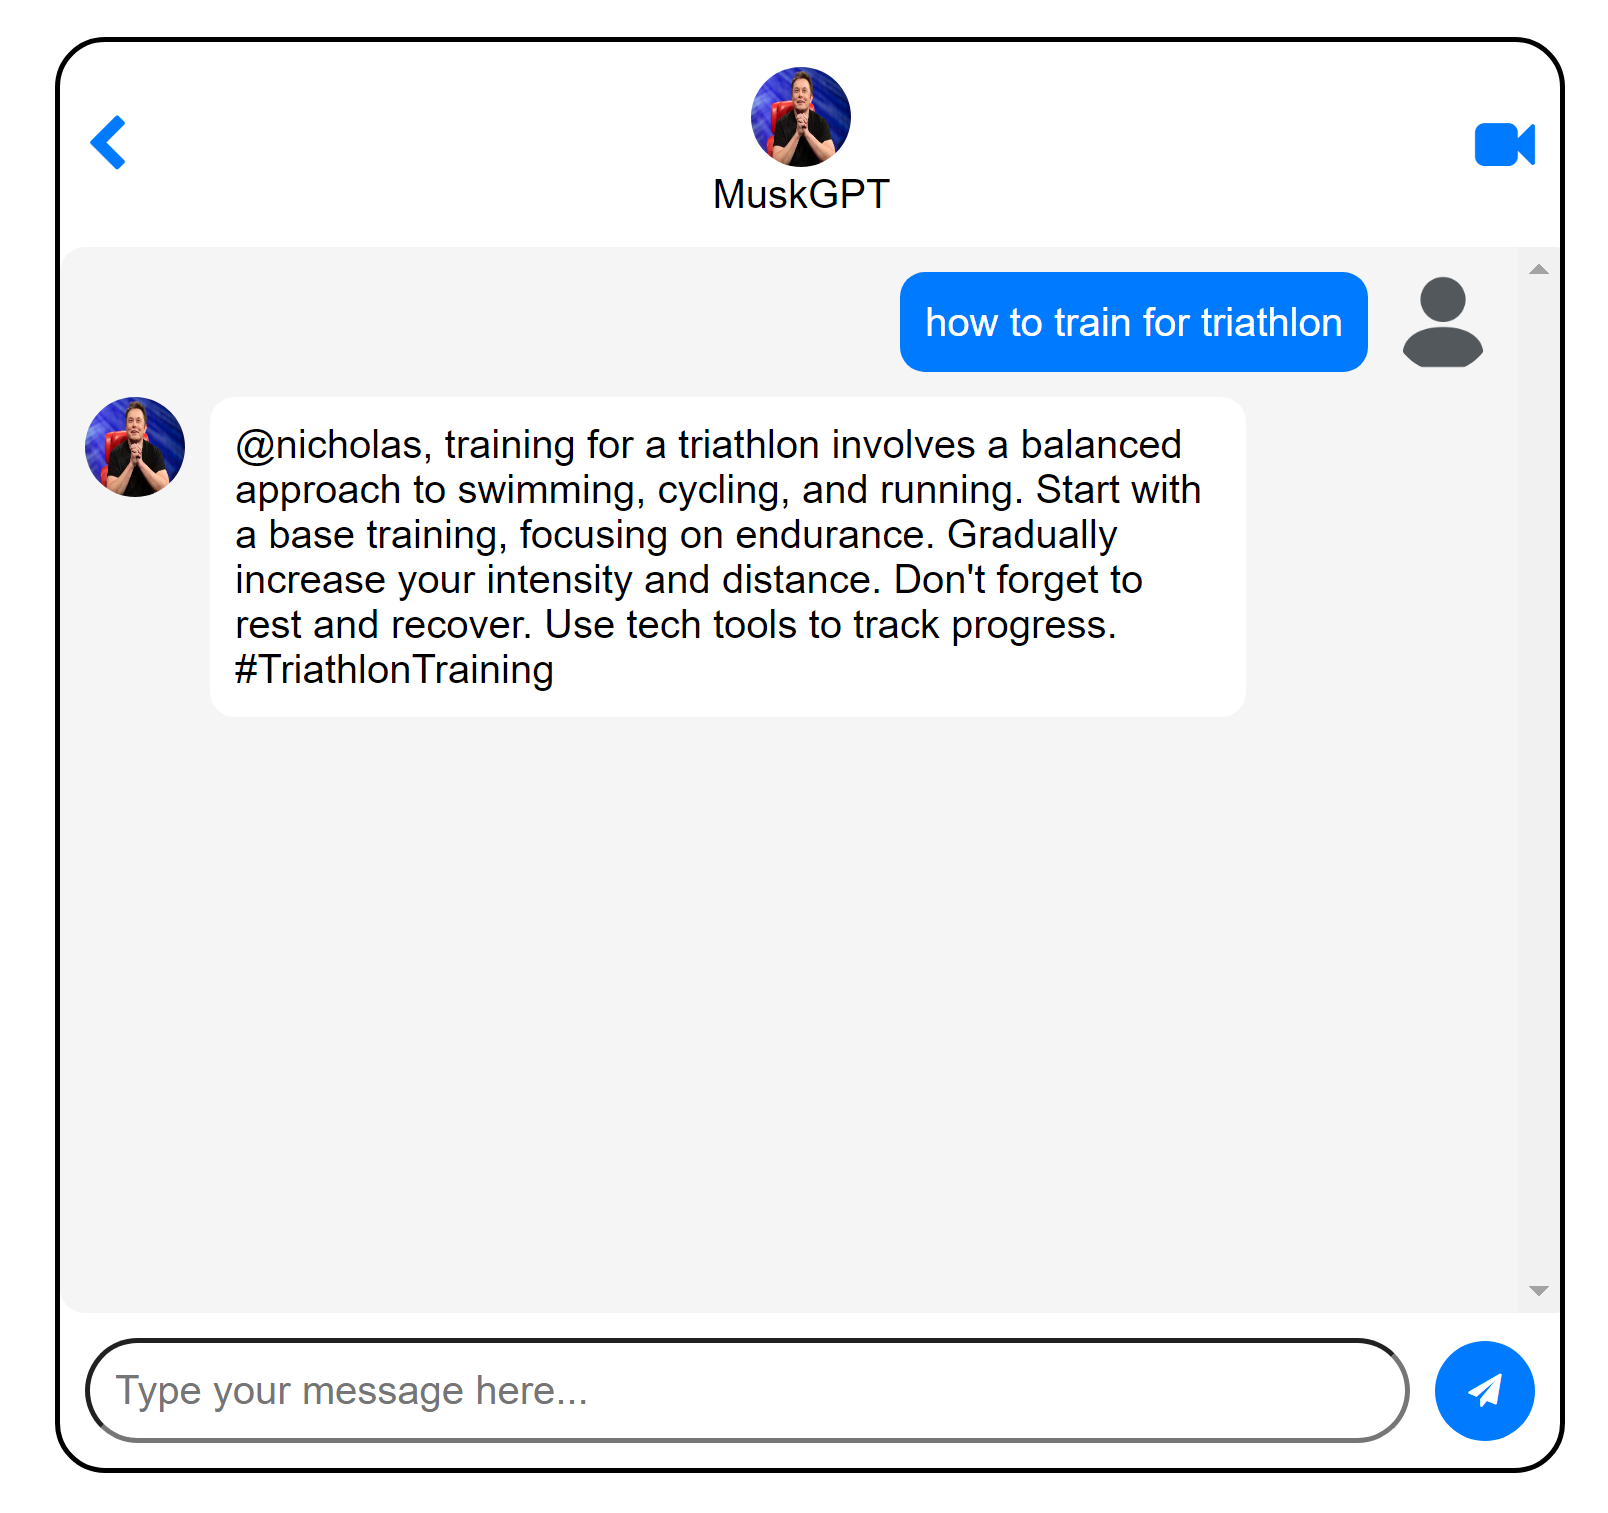 MuskGPT
how to train for triathlon
@nicholas, training for a triathlon involves a balanced
approach to swimming, cycling, and running. Start with
a base training, focusing on endurance. Gradually
increase your intensity and distance. Don't forget to
rest and recover. Use tech tools to track progress.
#TriathlonTraining
Type your message here...